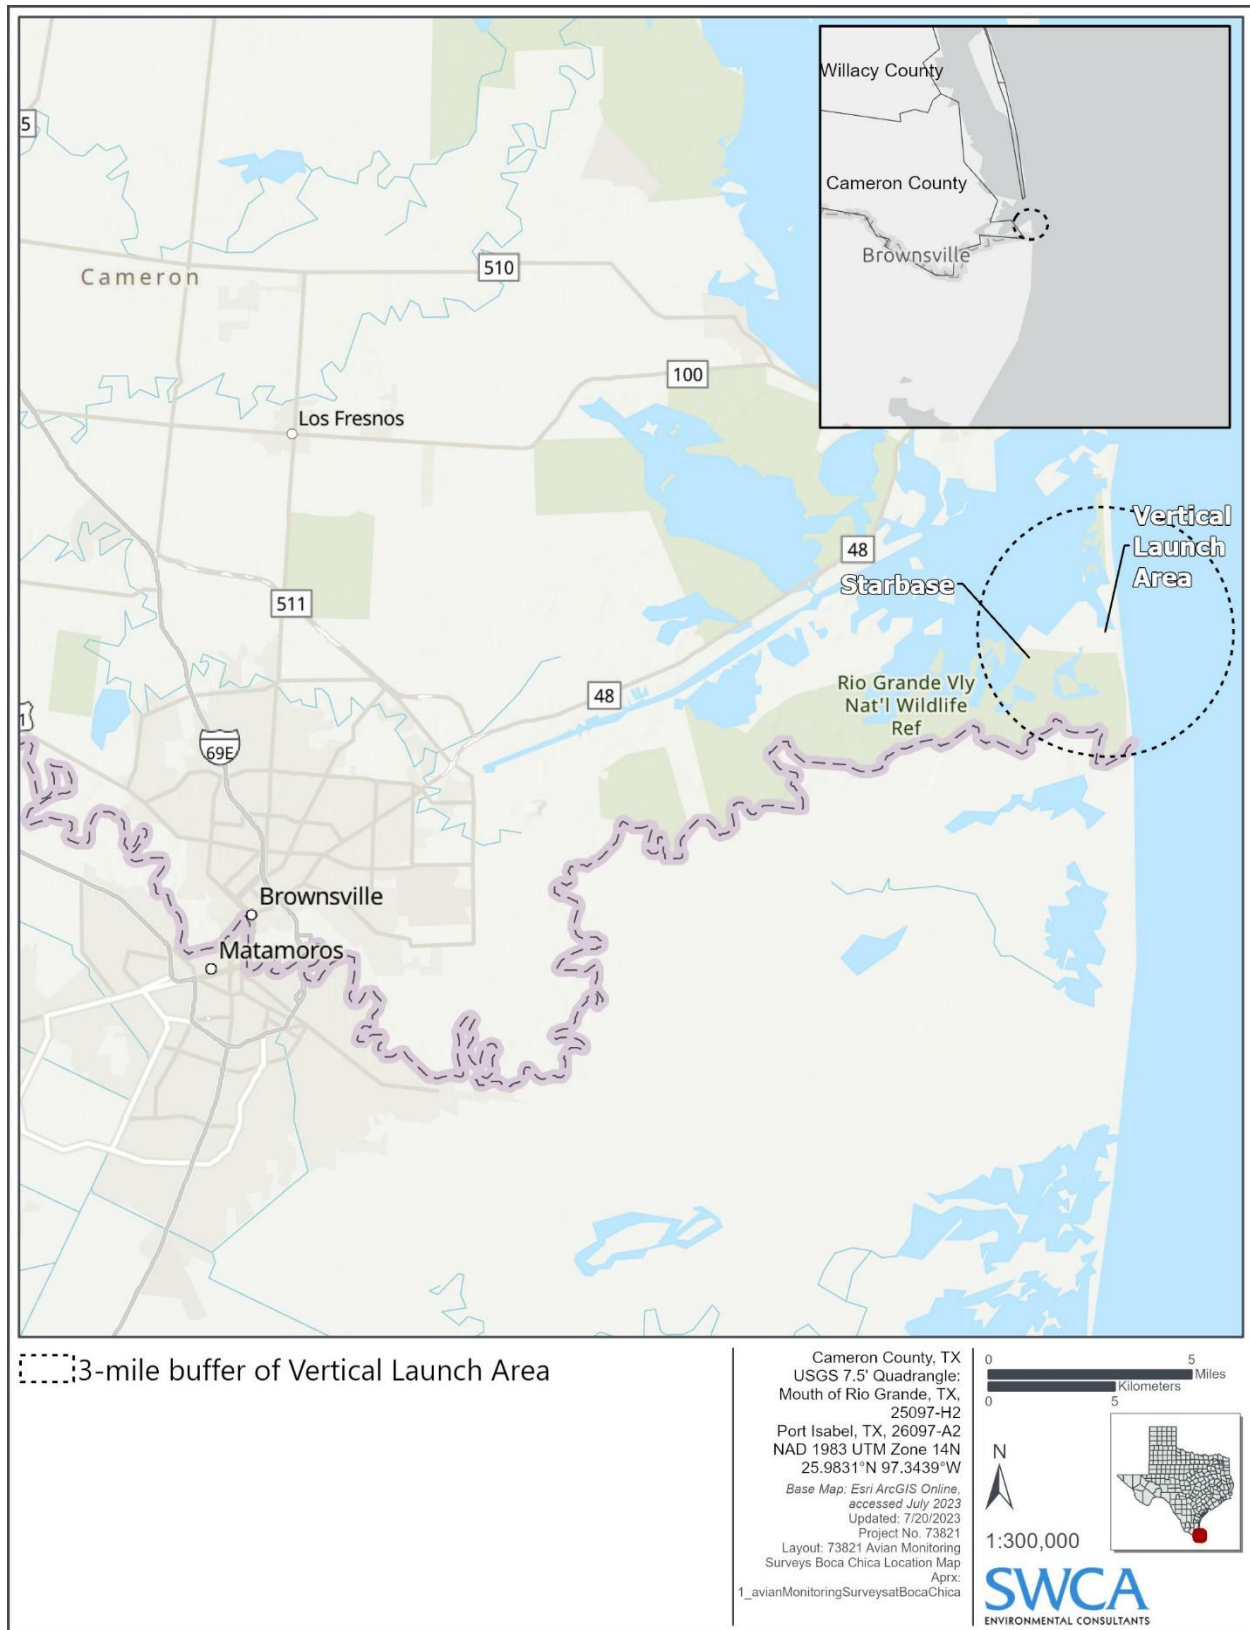 Willacy County
Cameron County
Brownsville
5
510
Cameron
100
Los Fresnos
48
Vertical
Launch
Area
Starbase
511
48
Rio Grande Vly
Nat'l Wildlife
Ref
1
69E
Brownsville
Matamoros
3-mile buffer of Vertical Launch Area
Cameron County, TX
USGS 7.5' Quadrangle:
Mouth of Rio Grande, TX,
25097-H2
Port Isabel, TX, 26097-A2
NAD 1983 UTM Zone 14N
25.9831°N 97.3439°W
Base Map: Esri ArcGIS Online,
accessed July 2023
Updated: 7/20/2023
Project No. 73821
Layout: 73821 Avian Monitoring
Surveys Boca Chica Location Map
Aprx:
1_avianMonitoringSurveysatBocaChica
0 5
Miles
Kilometers
0 5
N
1:300,000
SWCA
ENVIRONMENTAL CONSULTANTS